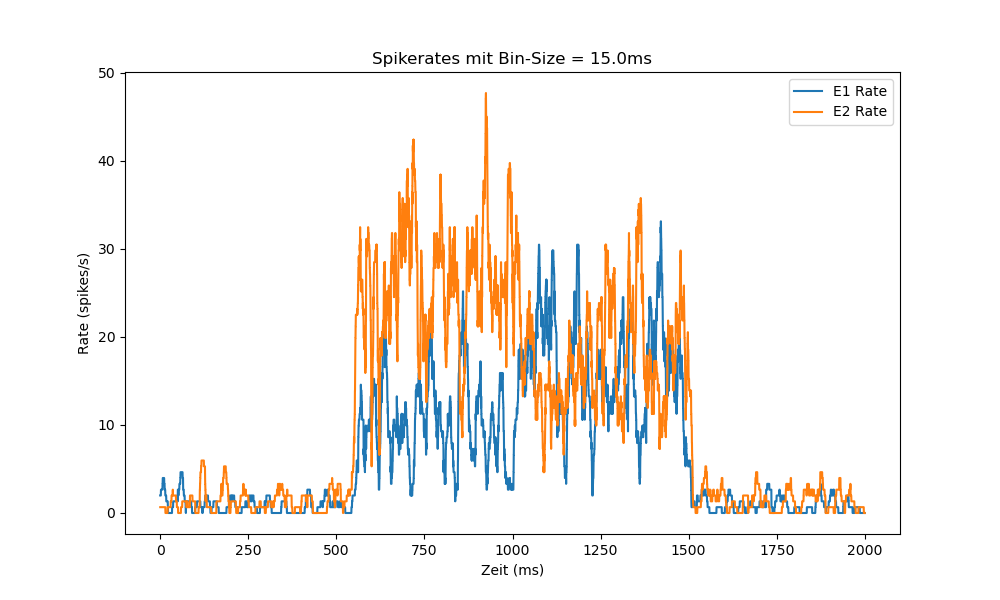 Spikerates mit Bin-Size = 15.0ms
E1 Rate
E2 Rate
Rate (spikes/s)
50
40
30
20
10
0
0 250 500 750 1000 1250 1500 1750 2000
Zeit (ms)